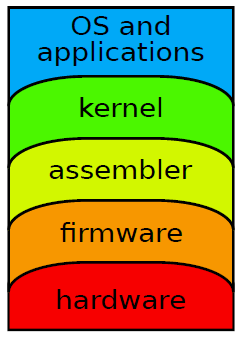 OS and
applications
kernel
assembler
firmware
hardware